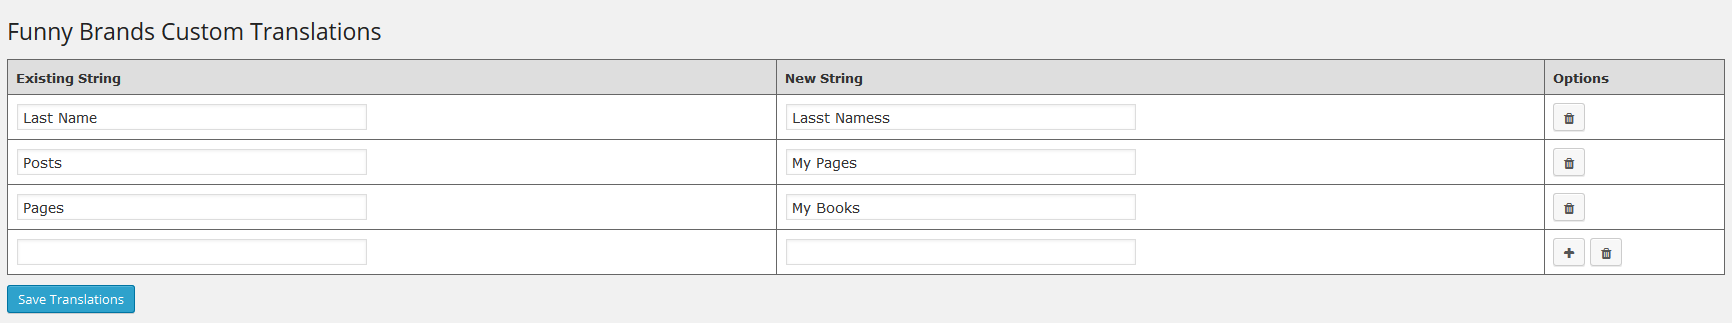 Funny Brands Custom Translations
Existing String New String Options
Last Name Lasst Namess
Posts My Pages
Pages My Books
Save Translations